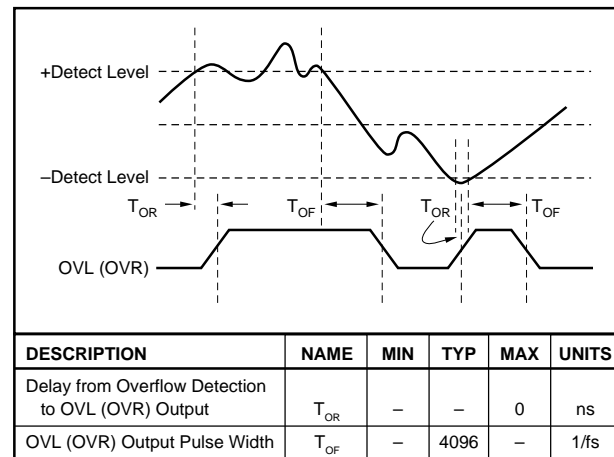 +Detect Level
–Detect Level
T_OR T_OF T_OR T_OF
OVL (OVR)
DESCRIPTION NAME MIN TYP MAX UNITS
Delay from Overflow Detection
to OVL (OVR) Output T_OR – – 0 ns
OVL (OVR) Output Pulse Width T_OF – 4096 – 1/fs